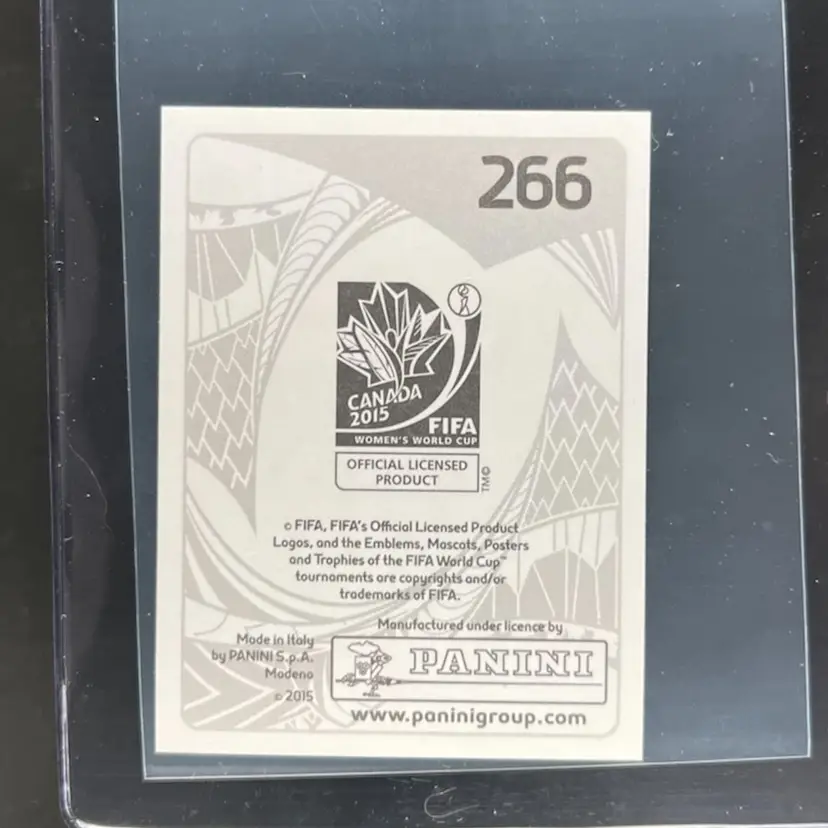 266
CANADA
2015
FIFA
WOMEN'S WORLD CUP
OFFICIAL LICENSED
PRODUCT
TM©
© FIFA, FIFA's Official Licensed Product
Logos, and the Emblems, Mascots, Posters
and Trophies of the FIFA World Cup™
tournaments are copyrights and/or
trademarks of FIFA.
Manufactured under licence by
Made in Italy
by PANINI S.p.A.
Modena
© 2015
PANINI
www.paninigroup.com